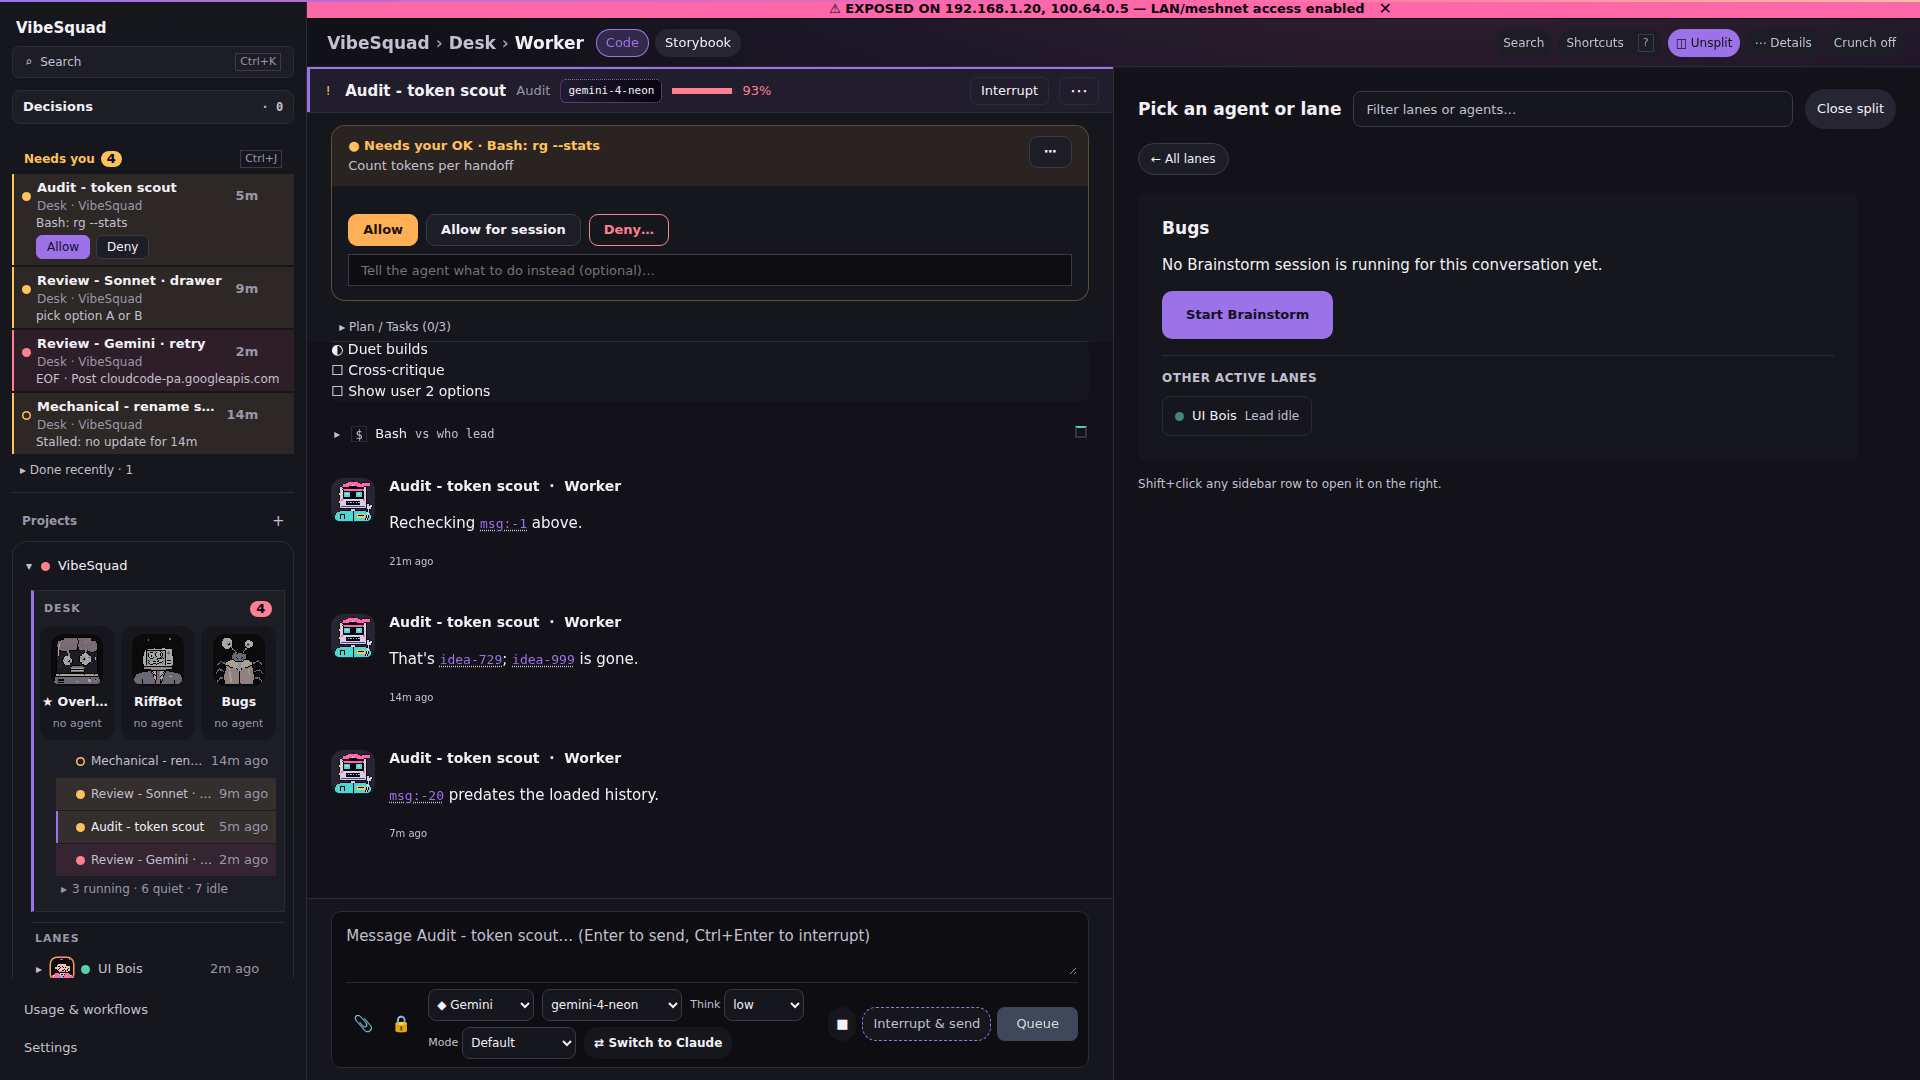 ⚠ EXPOSED ON 192.168.1.20, 100.64.0.5 — LAN/meshnet access enabled ✕
VibeSquad
⌕ Search Ctrl+K
Decisions · 0
Needs you 4 Ctrl+J
Audit - token scout 5m
Desk · VibeSquad
Bash: rg --stats
Allow Deny
Review - Sonnet · drawer 9m
Desk · VibeSquad
pick option A or B
Review - Gemini · retry 2m
Desk · VibeSquad
EOF · Post cloudcode-pa.googleapis.com
Mechanical - rename s… 14m
Desk · VibeSquad
Stalled: no update for 14m
▸ Done recently · 1
Projects +
▾ VibeSquad
DESK 4
★ Overl… RiffBot Bugs
no agent no agent no agent
Mechanical - ren… 14m ago
Review - Sonnet · … 9m ago
Audit - token scout 5m ago
Review - Gemini · … 2m ago
▸ 3 running · 6 quiet · 7 idle
LANES
▸ UI Bois 2m ago
Usage & workflows
Settings
VibeSquad › Desk › Worker Code Storybook
Search Shortcuts ? ◫ Unsplit ⋯ Details Crunch off
! Audit - token scout Audit gemini-4-neon 93% Interrupt ⋯
● Needs your OK · Bash: rg --stats
Count tokens per handoff
⋯
Allow Allow for session Deny…
Tell the agent what to do instead (optional)…
▸ Plan / Tasks (0/3)
◐ Duet builds
☐ Cross-critique
☐ Show user 2 options
▸ $ Bash vs who lead
Audit - token scout · Worker
Rechecking msg:-1 above.
21m ago
Audit - token scout · Worker
That's idea-729; idea-999 is gone.
14m ago
Audit - token scout · Worker
msg:-20 predates the loaded history.
7m ago
Message Audit - token scout… (Enter to send, Ctrl+Enter to interrupt)
◆ Gemini gemini-4-neon Think low
Mode Default ⇄ Switch to Claude
■ Interrupt & send Queue
Pick an agent or lane Filter lanes or agents… Close split
← All lanes
Bugs
No Brainstorm session is running for this conversation yet.
Start Brainstorm
OTHER ACTIVE LANES
UI Bois Lead idle
Shift+click any sidebar row to open it on the right.